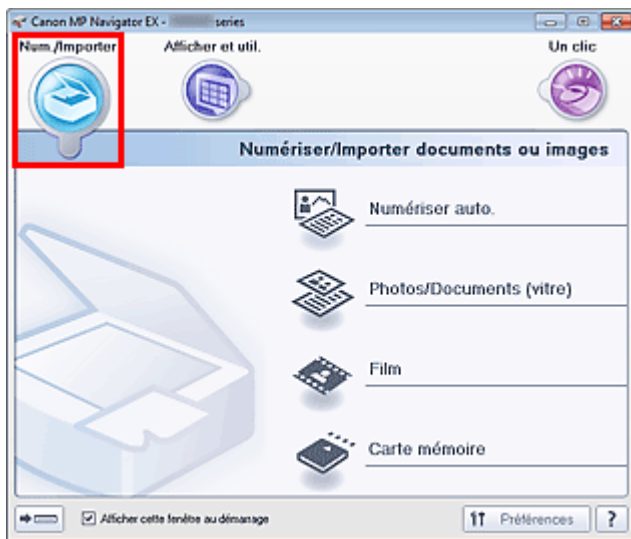 Canon MP Navigator EX - series
Num./Importer
Afficher et util.
Un clic
Numériser/Importer documents ou images
Numériser auto.
Photos/Documents (vitre)
Film
Carte mémoire
Afficher cette fenêtre au démarrage
Préférences
?